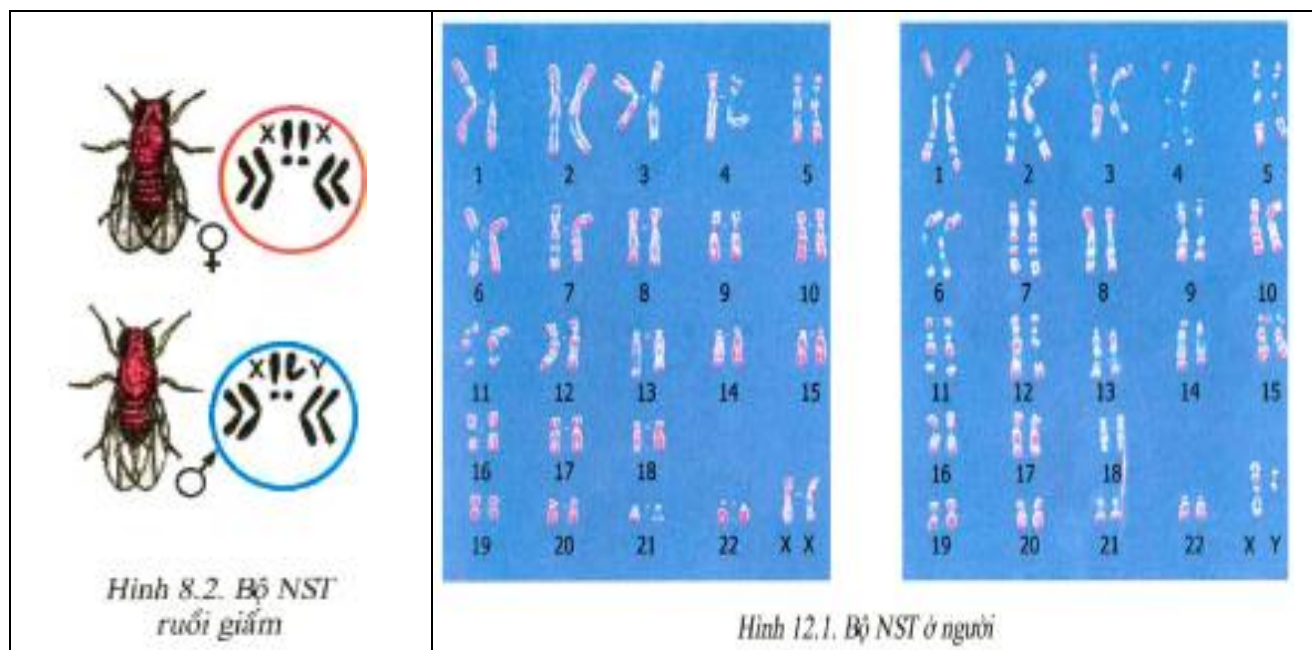 X X
♀
X Y
♂
Hình 8.2. Bộ NST
ruồi giấm
1 2 3 4 5
6 7 8 9 10
11 12 13 14 15
16 17 18
19 20 21 22 X X
1 2 3 4 5
6 7 8 9 10
11 12 13 14 15
16 17 18
19 20 21 22 X Y
Hình 12.1. Bộ NST ở người